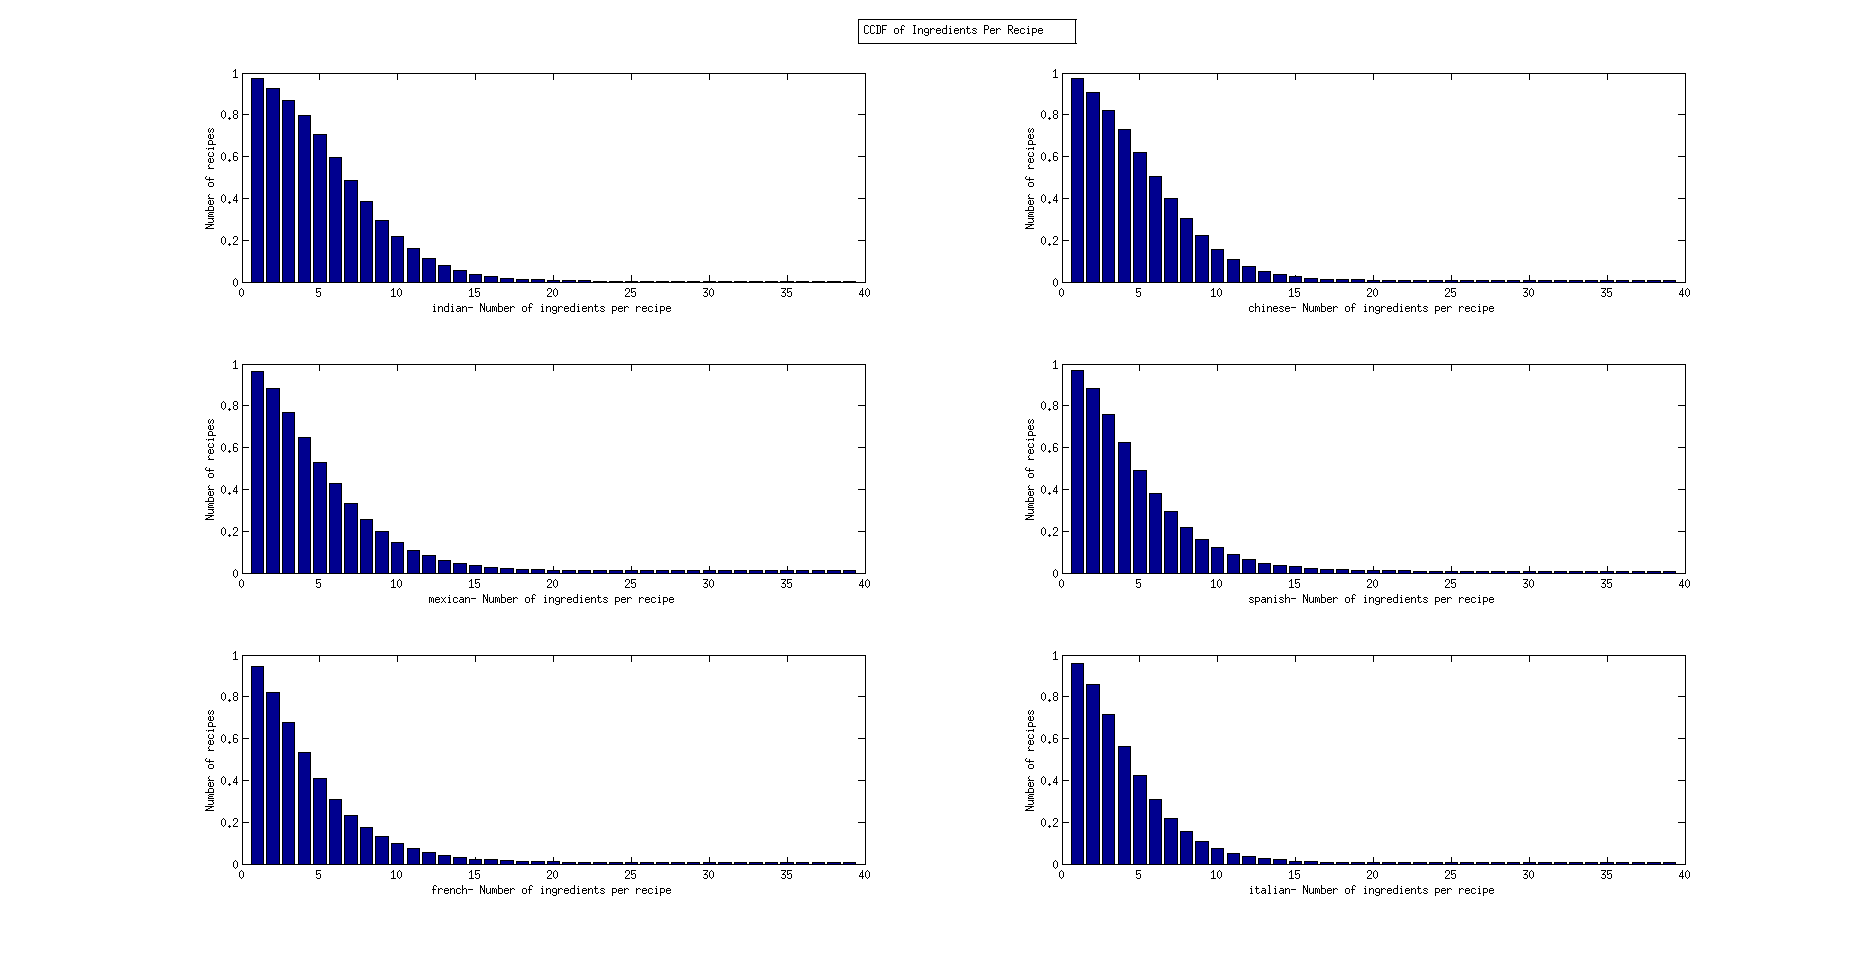 CCDF of Ingredients Per Recipe
Number of recipes
1
0.8
0.6
0.4
0.2
0
0 5 10 15 20 25 30 35 40
indian- Number of ingredients per recipe
Number of recipes
1
0.8
0.6
0.4
0.2
0
0 5 10 15 20 25 30 35 40
chinese- Number of ingredients per recipe
Number of recipes
1
0.8
0.6
0.4
0.2
0
0 5 10 15 20 25 30 35 40
mexican- Number of ingredients per recipe
Number of recipes
1
0.8
0.6
0.4
0.2
0
0 5 10 15 20 25 30 35 40
spanish- Number of ingredients per recipe
Number of recipes
1
0.8
0.6
0.4
0.2
0
0 5 10 15 20 25 30 35 40
french- Number of ingredients per recipe
Number of recipes
1
0.8
0.6
0.4
0.2
0
0 5 10 15 20 25 30 35 40
italian- Number of ingredients per recipe